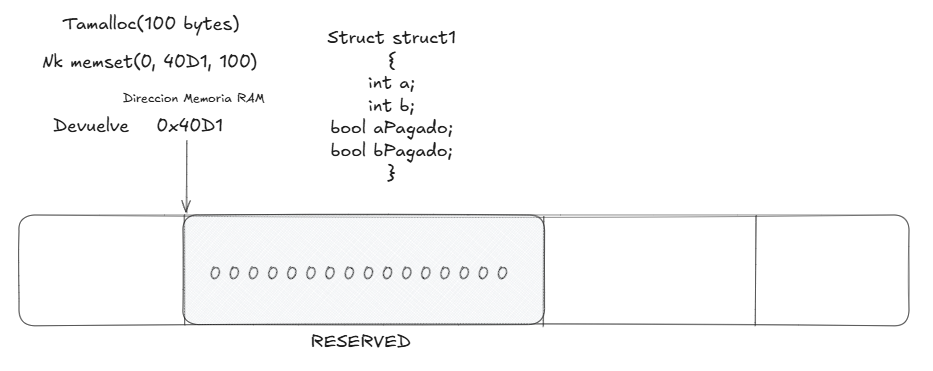 Tamalloc(100 bytes)
Nk memset(0, 40D1, 100)
Direccion Memoria RAM
Devuelve 0x40D1
Struct struct1
{
int a;
int b;
bool aPagado;
bool bPagado;
}
0 0 0 0 0 0 0 0 0 0 0 0 0 0 0 0
RESERVED